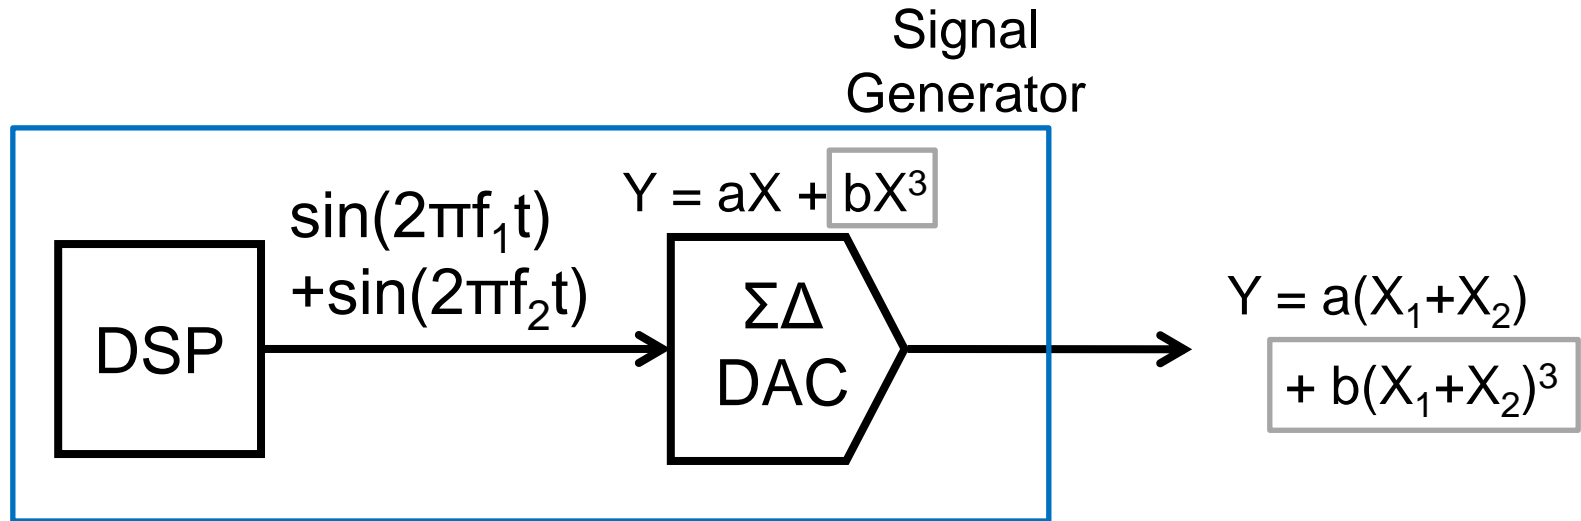 Signal
Generator
Y = aX + bX³
sin(2πf₁t)
+sin(2πf₂t)
DSP
ΣΔ
DAC
Y = a(X₁+X₂)
+ b(X₁+X₂)³